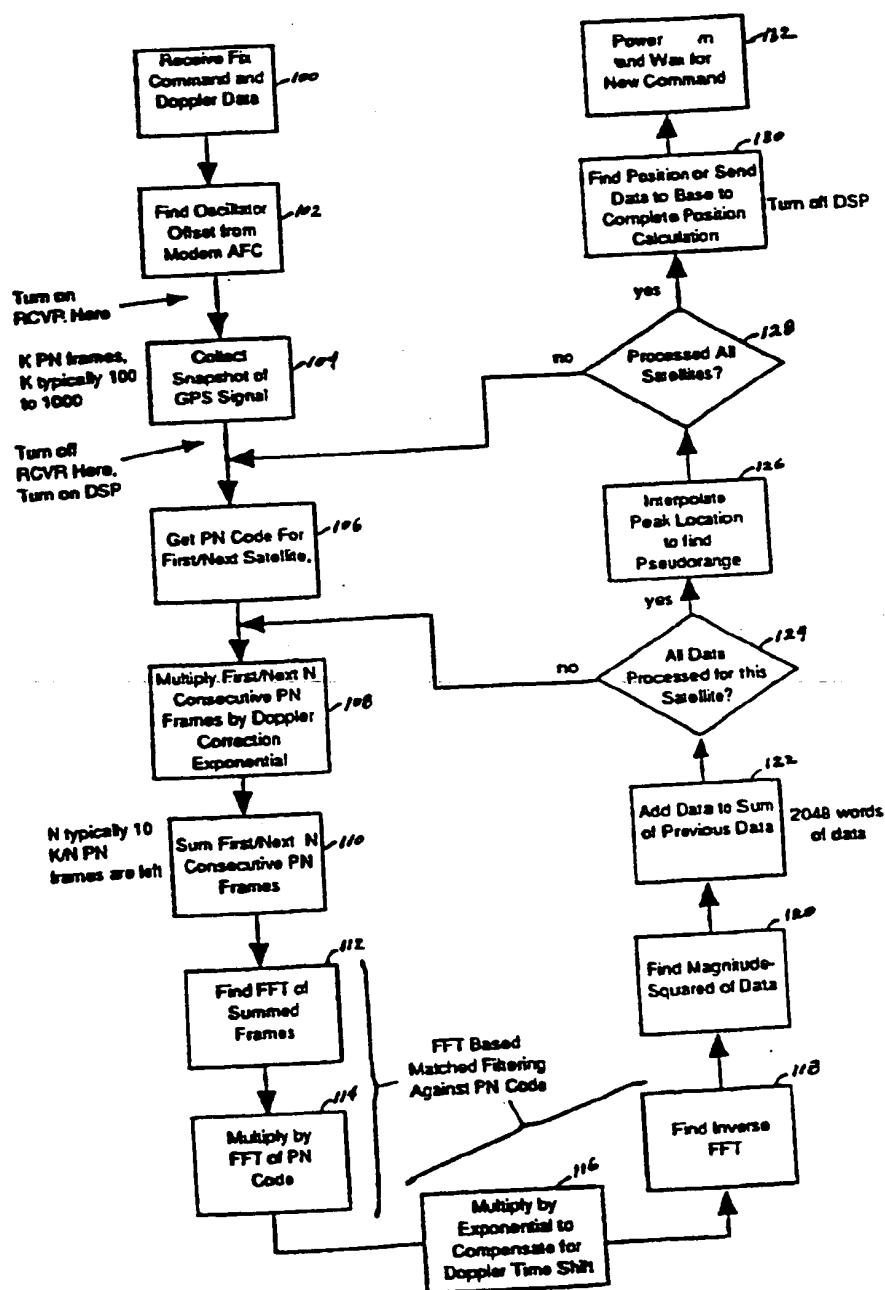 Receive Fix
Command and
Doppler Data
100
Find Oscillator
Offset from
Modem AFC
102
Turn on
RCVR Here
K PN frames,
K typically 100
to 1000
Collect
Snapshot of
GPS Signal
104
Turn off
RCVR Here,
Turn on DSP
Get PN Code For
First/Next Satellite.
106
Multiply First/Next N
Consecutive PN
Frames by Doppler
Correction
Exponential
108
N typically 10
K/N PN
frames are left
Sum First/Next N
Consecutive PN
Frames
110
Find FFT of
Summed
Frames
112
Multiply by
FFT of PN
Code
114
FFT Based
Matched Filtering
Against PN Code
Multiply by
Exponential to
Compensate for
Doppler Time Shift
116
Find Inverse
FFT
118
Find Magnitude-
Squared of Data
120
Add Data to Sum
of Previous Data
122
2048 words
of data
All Data
Processed for this
Satellite?
124
no
yes
Interpolate
Peak Location
to find
Pseudorange
126
Processed All
Satellites?
128
no
yes
Find Position or Send
Data to Base to
Complete Position
Calculation
130
Turn off DSP
Power
and Wait for
New Command
132